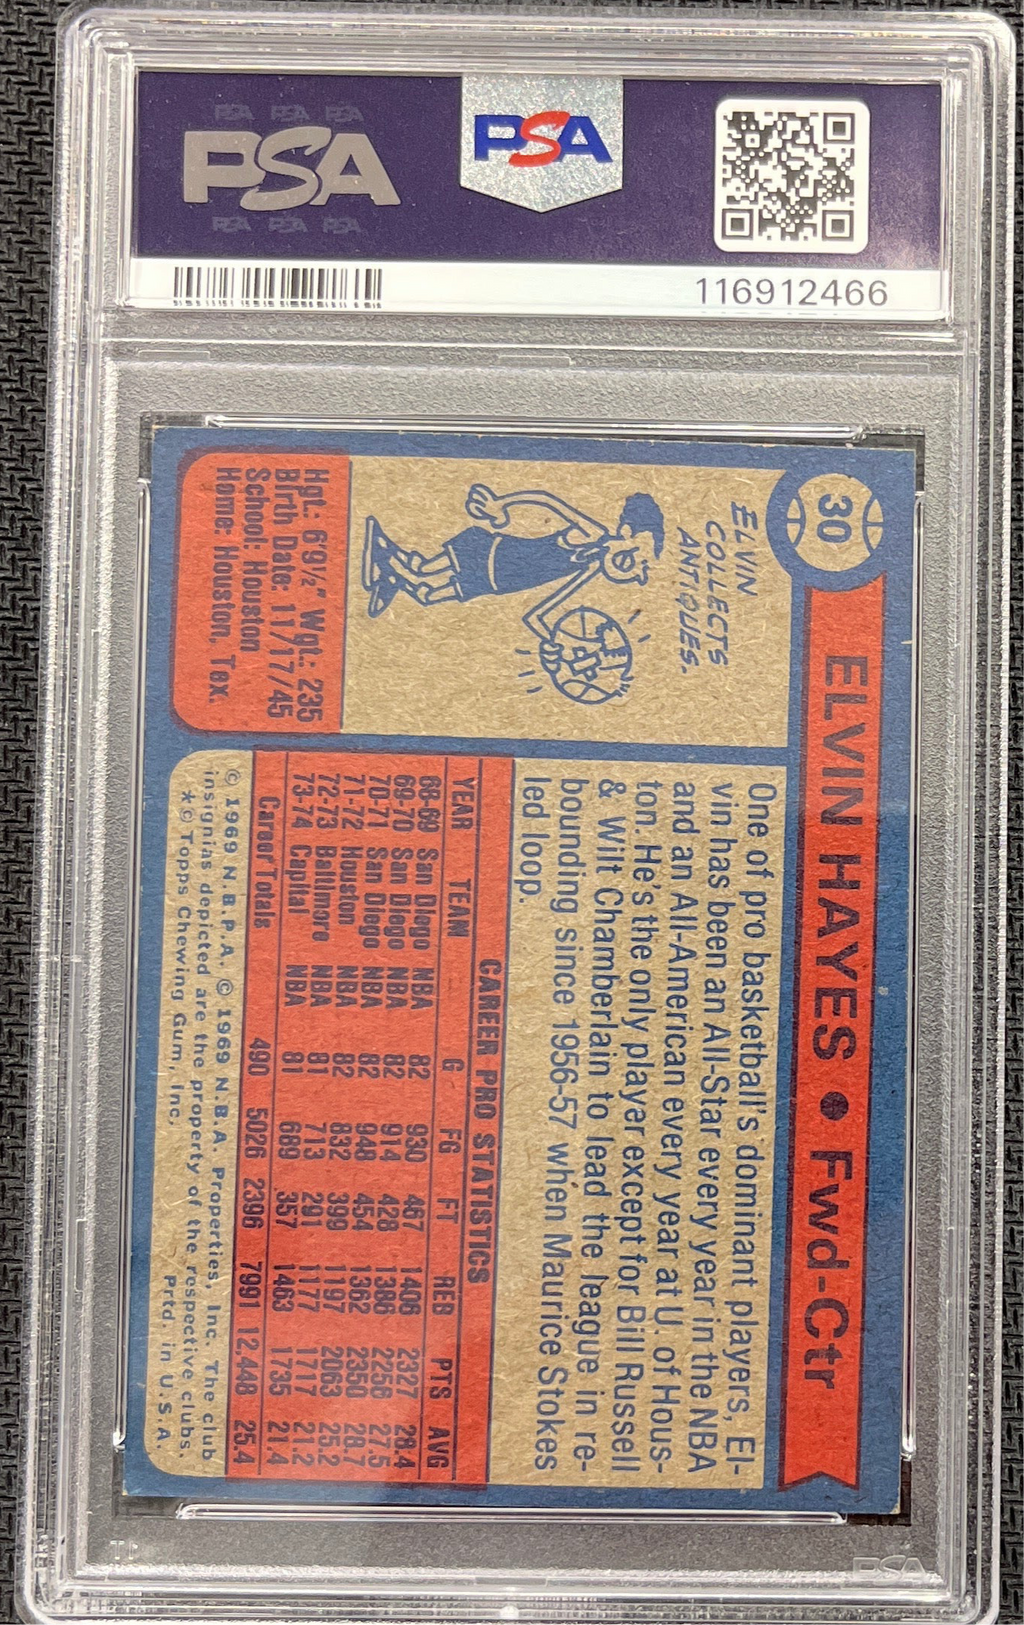 PSA PSA PSA
PSA
PSA PSA PSA
PSA
116912466
30
ELVIN HAYES • Fwd-Ctr
ELVIN
COLLECTS
ANTIQUES.
Hgt.: 6'9½" Wgt.: 235
Birth Date: 11/17/45
School: Houston
Home: Houston, Tex.
One of pro basketball's dominant players, El-
vin has been an All-Star every year in the NBA
and an All-American every year at U. of Hous-
ton. He's the only player except for Bill Russell
& Wilt Chamberlain to lead the league in re-
bounding since 1956-57 when Maurice Stokes
led loop.
CAREER PRO STATISTICS
YEAR TEAM G FG FT REB PTS AVG
68-69 San Diego NBA 82 930 467 1406 2327 28.4
69-70 San Diego NBA 82 914 428 1386 2256 27.5
70-71 San Diego NBA 82 948 454 1362 2350 28.7
71-72 Houston NBA 82 832 399 1197 2063 25.2
72-73 Baltimore NBA 81 713 291 1177 1717 21.2
73-74 Capital NBA 81 689 357 1463 1735 21.4
Career Totals 490 5026 2396 7991 12,448 25.4
© 1969 N.B.P.A. © 1969 N.B.A. Properties, Inc. The club
insignias depicted are the property of the respective clubs.
* © Topps Chewing Gum, Inc. Prtd. in U.S.A.
PSA